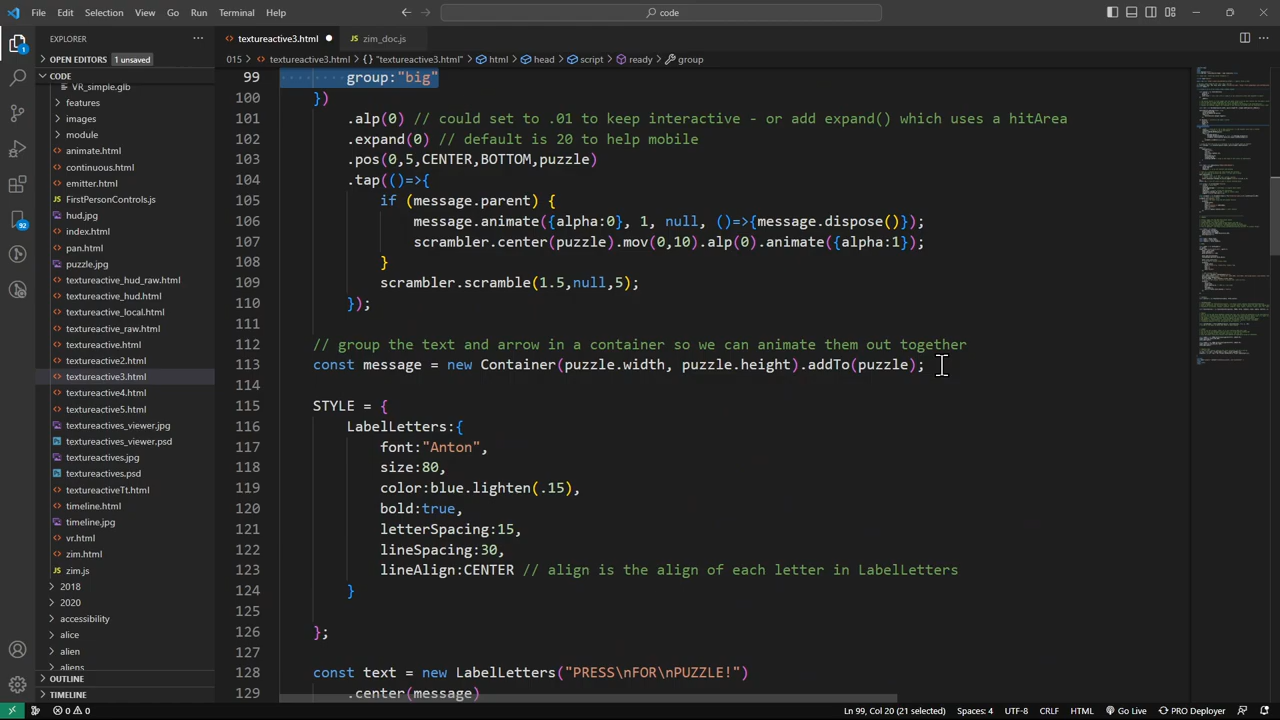 File Edit Selection View Go Run Terminal Help
code
EXPLORER
textureactive3.html
zim_doc.js
OPEN EDITORS 1 unsaved
015 > textureactive3.html > {} "textureactive3.html" > html > head > script > ready > group
CODE
VR_simple.glb
features
images
module
animate.html
continuous.html
emitter.html
FirstPersonControls.js
hud.jpg
index.html
pan.html
puzzle.jpg
textureactive_hud_raw.html
textureactive_hud.html
textureactive_local.html
textureactive_raw.html
textureactive.html
textureactive2.html
textureactive3.html
textureactive4.html
textureactive5.html
textureactives_viewer.jpg
textureactives_viewer.psd
textureactives.jpg
textureactives.psd
textureactiveTt.html
timeline.html
timeline.jpg
vr.html
zim.html
zim.js
2018
2020
accessibility
alice
alien
aliens
OUTLINE
TIMELINE
1
92
99 group:"big"
100 })
101 .alp(0) // could set to .01 to keep interactive - or add expand() which uses a hitArea
102 .expand(0) // default is 20 to help mobile
103 .pos(0,5,CENTER,BOTTOM,puzzle)
104 .tap(()=>{
105 if (message.parent) {
106 message.animate({alpha:0}, 1, null, ()=>{message.dispose()});
107 scrambler.center(puzzle).mov(0,10).alp(0).animate({alpha:1});
108 }
109 scrambler.scramble(1.5,null,5);
110 });
111
112 // group the text and arrow in a container so we can animate them out together
113 const message = new Container(puzzle.width, puzzle.height).addTo(puzzle);
114
115 STYLE = {
116 LabelLetters:{
117 font:"Anton",
118 size:80,
119 color:blue.lighten(.15),
120 bold:true,
121 letterSpacing:15,
122 lineSpacing:30,
123 lineAlign:CENTER // align is the align of each letter in LabelLetters
124 }
125
126 };
127
128 const text = new LabelLetters("PRESS\nFOR\nPUZZLE!")
129 .center(message)
0 0 Ln 99, Col 20 (21 selected) Spaces: 4 UTF-8 CRLF HTML Go Live PRO Deployer